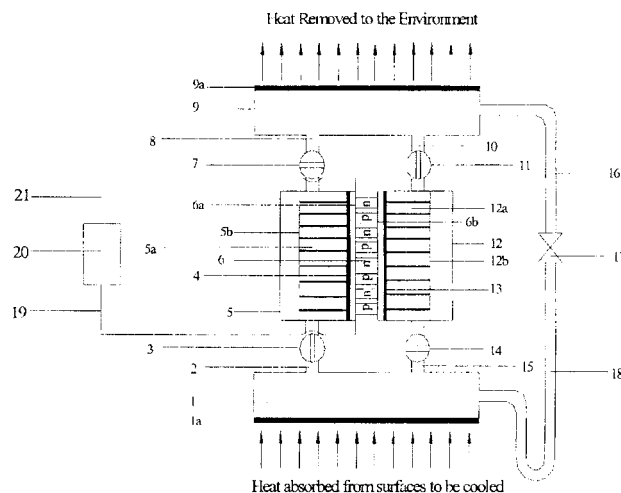 Heat Removed to the Environment
9a
9
8
10
7
11
16
6a
12a
21
5b
6b
20
5a
12
17
6
12b
4
13
19
5
3
14
2
15
18
1
1a
n
p
n
p
n
p
n
p
Heat absorbed from surfaces to be cooled